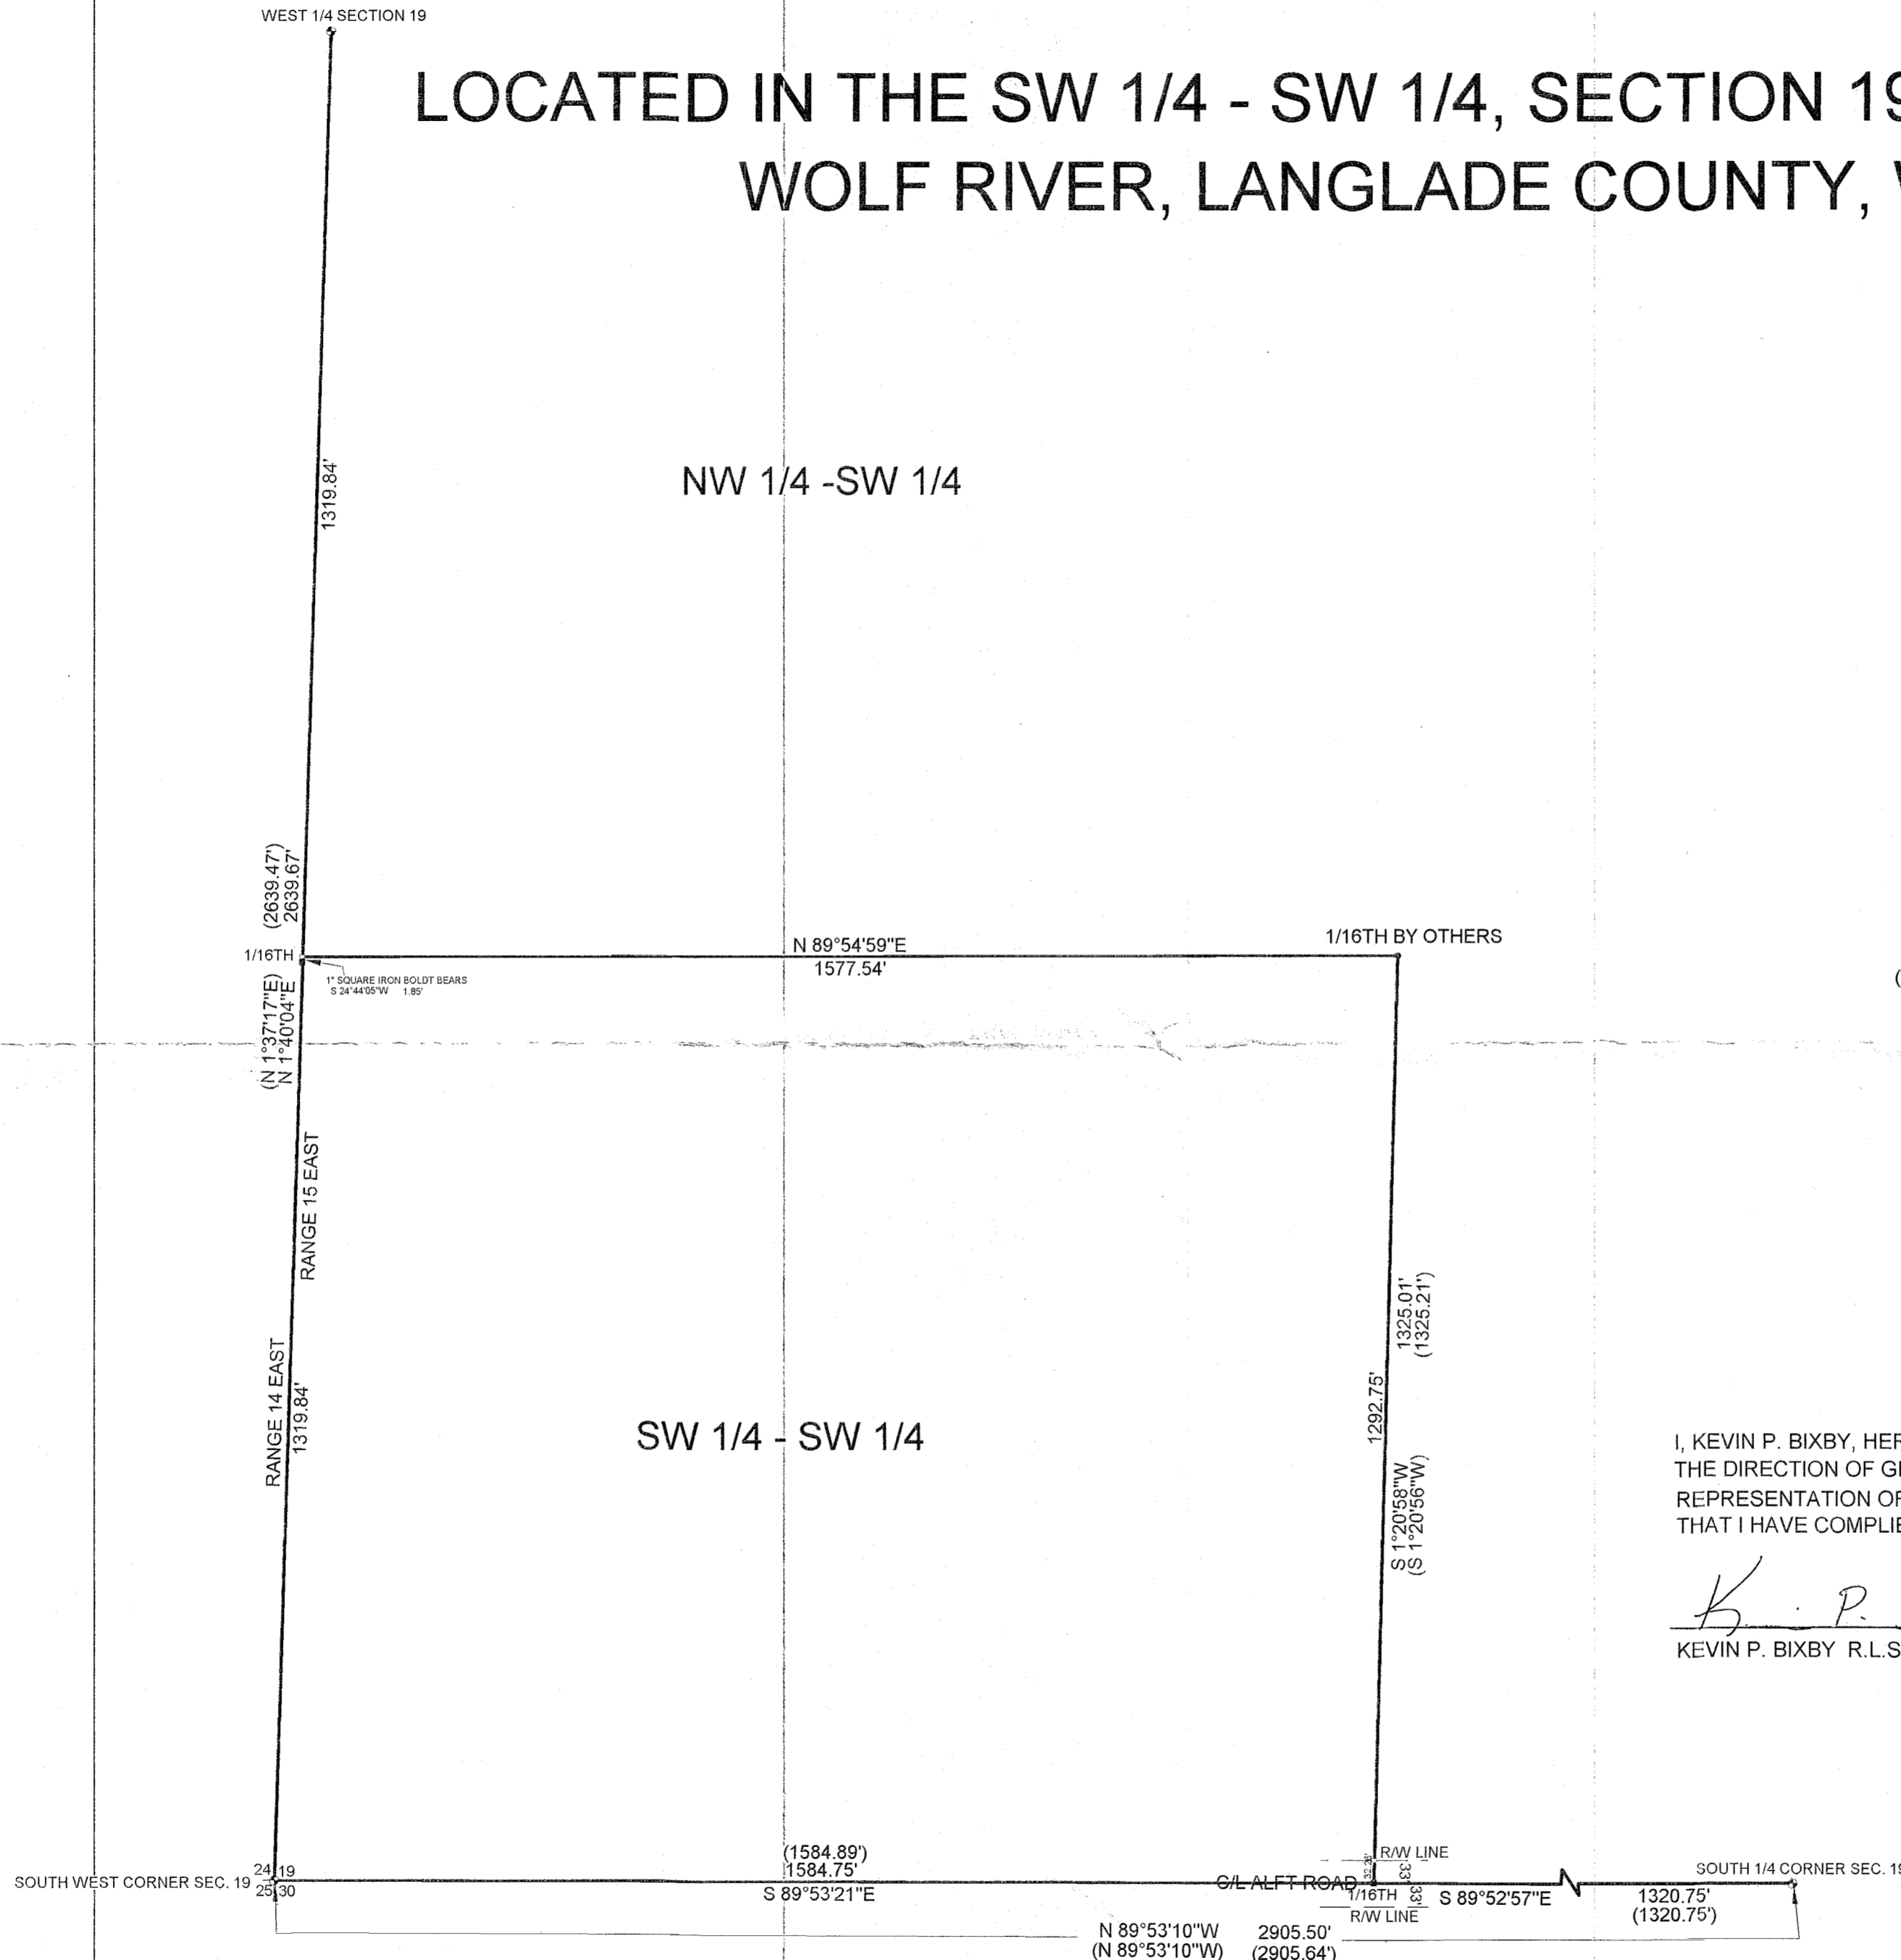 WEST 1/4 SECTION 19
LOCATED IN THE SW 1/4 - SW 1/4, SECTION 19
WOLF RIVER, LANGLADE COUNTY,
1319.84'
NW 1/4 -SW 1/4
(2639.47')
2639.67'
1/16TH
N 89°54'59"E
1577.54'
1/16TH BY OTHERS
1" SQUARE IRON BOLDT BEARS
S 24°44'05"W 1.85'
(N 1°37'17"E)
N 1°40'04"E
RANGE 15 EAST
RANGE 14 EAST
1319.84'
SW 1/4 - SW 1/4
1325.01'
(1325.21')
1292.75'
S 1°20'58"W
(S 1°20'56"W)
I, KEVIN P. BIXBY,
THE DIRECTION OF
REPRESENTATION
THAT I HAVE
K P.
KEVIN P. BIXBY R.L.S
SOUTH WEST CORNER SEC. 19
24 19
25 30
(1584.89')
1584.75'
S 89°53'21"E
C/L ALFT ROAD
R/W LINE
33'
33'
1/16TH
R/W LINE
S 89°52'57"E
SOUTH 1/4 CORNER SEC. 19
1320.75'
(1320.75')
N 89°53'10"W 2905.50'
(N 89°53'10"W) (2905.64')